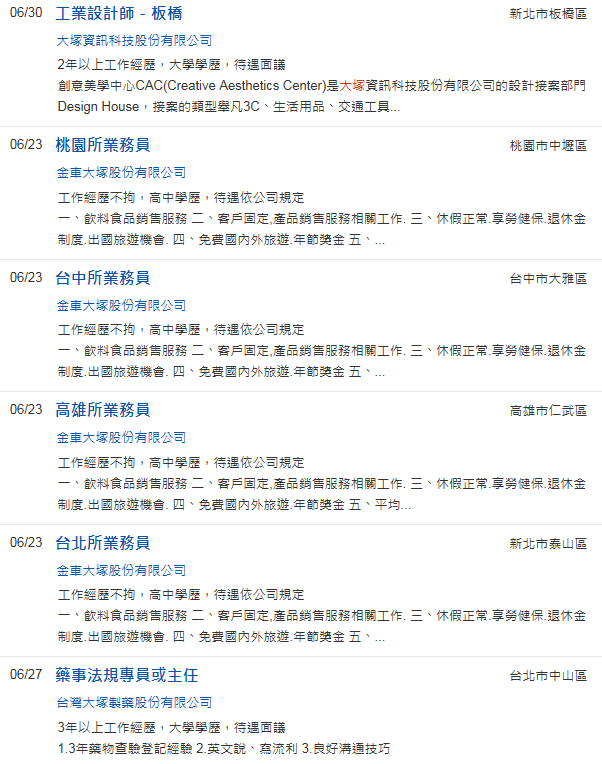 06/30 工業設計師 - 板橋 新北市板橋區
大塚資訊科技股份有限公司
2年以上工作經歷，大學學歷，待遇面議
創意美學中心CAC(Creative Aesthetics Center)是大塚資訊科技股份有限公司的設計接案部門
Design House，接案的類型舉凡3C、生活用品、交通工具...
06/23 桃園所業務員 桃園市中壢區
金車大塚股份有限公司
工作經歷不拘，高中學歷，待遇依公司規定
一、飲料食品銷售服務 二、客戶固定,產品銷售服務相關工作. 三、休假正常.享勞健保.退休金
制度.出國旅遊機會. 四、免費國內外旅遊.年節獎金 五、...
06/23 台中所業務員 台中市大雅區
金車大塚股份有限公司
工作經歷不拘，高中學歷，待遇依公司規定
一、飲料食品銷售服務 二、客戶固定,產品銷售服務相關工作. 三、休假正常.享勞健保.退休金
制度.出國旅遊機會. 四、免費國內外旅遊.年節獎金 五、...
06/23 高雄所業務員 高雄市仁武區
金車大塚股份有限公司
工作經歷不拘，高中學歷，待遇依公司規定
一、飲料食品銷售服務 二、客戶固定,產品銷售服務相關工作. 三、休假正常.享勞健保.退休金
制度.出國旅遊機會. 四、免費國內外旅遊.年節獎金 五、平均...
06/23 台北所業務員 新北市泰山區
金車大塚股份有限公司
工作經歷不拘，高中學歷，待遇依公司規定
一、飲料食品銷售服務 二、客戶固定,產品銷售服務相關工作. 三、休假正常.享勞健保.退休金
制度.出國旅遊機會. 四、免費國內外旅遊.年節獎金 五、...
06/27 藥事法規專員或主任 台北市中山區
台灣大塚製藥股份有限公司
3年以上工作經歷，大學學歷，待遇面議
1.3年藥物查驗登記經驗 2.英文說、寫流利 3.良好溝通技巧